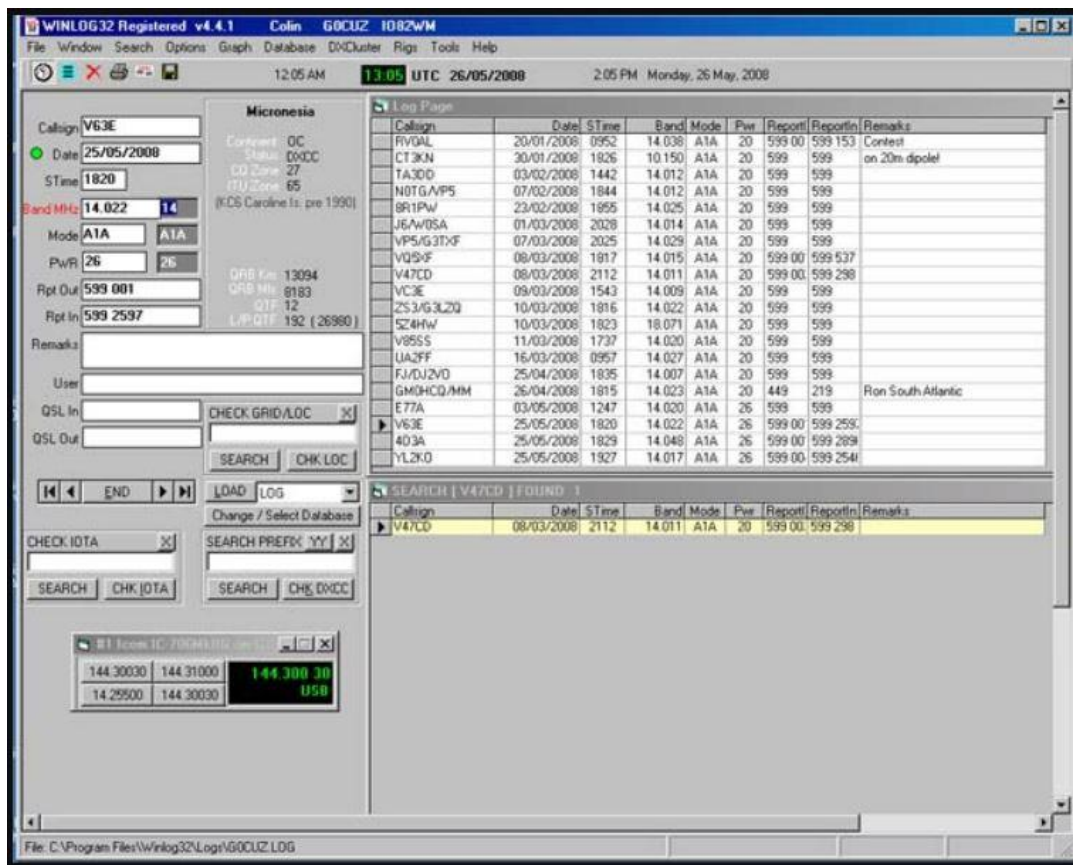 WINLOG32 Registered v4.4.1 Colin G0CUZ IO82WM
File Window Search Options Graph Database DXCluster Rigs Tools Help
12:05 AM 13:05 UTC 26/05/2008 2:05 PM Monday, 26 May, 2008
Callsign V63E
Date 25/05/2008
STime 1820
Band MHz 14.022 14
Mode A1A A1A
PwR 26 26
Rpt Out 599 001
Rpt In 599 2597
Remarks
User
QSL In
QSL Out
Micronesia
Continent OC
Status DXCC
CQ Zone 27
ITU Zone 65
(KC6 Caroline Is. pre 1990)
QRB Km 13094
QRB Mls 8183
QTF 12
L/P QTF 192 ( 26980 )
CHECK GRID/LOC X
SEARCH CHK LOC
END
LOAD LOG
Change / Select Database
CHECK IOTA X
SEARCH CHK IOTA
SEARCH PREFIX YY X
SEARCH CHK DXCC
#1 Icom IC-706MKIIG
144.30030 144.31000 144.300 30
14.25500 144.30030 USB
Log Page
Callsign Date STime Band Mode Pwr Reportl ReportIn Remarks
RV0AL 20/01/2008 0952 14.038 A1A 20 599 00 599 153 Contest
CT3KN 30/01/2008 1826 10.150 A1A 20 599 599 on 20m dipole!
TA3DD 03/02/2008 1442 14.012 A1A 20 599 599
N0TG/VP5 07/02/2008 1844 14.012 A1A 20 599 599
8R1PW 23/02/2008 1855 14.025 A1A 20 599 599
J6/W0SA 01/03/2008 2028 14.014 A1A 20 599 599
VP5/G3TXF 07/03/2008 2025 14.029 A1A 20 599 599
VQ5XF 08/03/2008 1817 14.015 A1A 20 599 00 599 537
V47CD 08/03/2008 2112 14.011 A1A 20 599 00 599 298
VC3E 09/03/2008 1543 14.009 A1A 20 599 599
ZS3/G3LZQ 10/03/2008 1816 14.022 A1A 20 599 599
5Z4HW 10/03/2008 1823 18.071 A1A 20 599 599
V85SS 11/03/2008 1737 14.020 A1A 20 599 599
UA2FF 16/03/2008 0957 14.027 A1A 20 599 599
FJ/DJ2VO 25/04/2008 1835 14.007 A1A 20 599 599
GM0HCQ/MM 26/04/2008 1815 14.023 A1A 20 449 219 Ron South Atlantic
E77A 03/05/2008 1247 14.020 A1A 26 599 599
V63E 25/05/2008 1820 14.022 A1A 26 599 00 599 259
4O3A 25/05/2008 1829 14.048 A1A 26 599 00 599 289
YL2KO 25/05/2008 1927 14.017 A1A 26 599 00 599 254
SEARCH [ V47CD ] FOUND 1
Callsign Date STime Band Mode Pwr Reportl ReportIn Remarks
V47CD 08/03/2008 2112 14.011 A1A 20 599 00 599 298
File: C:\Program Files\Winlog32\Logs\G0CUZ.LOG